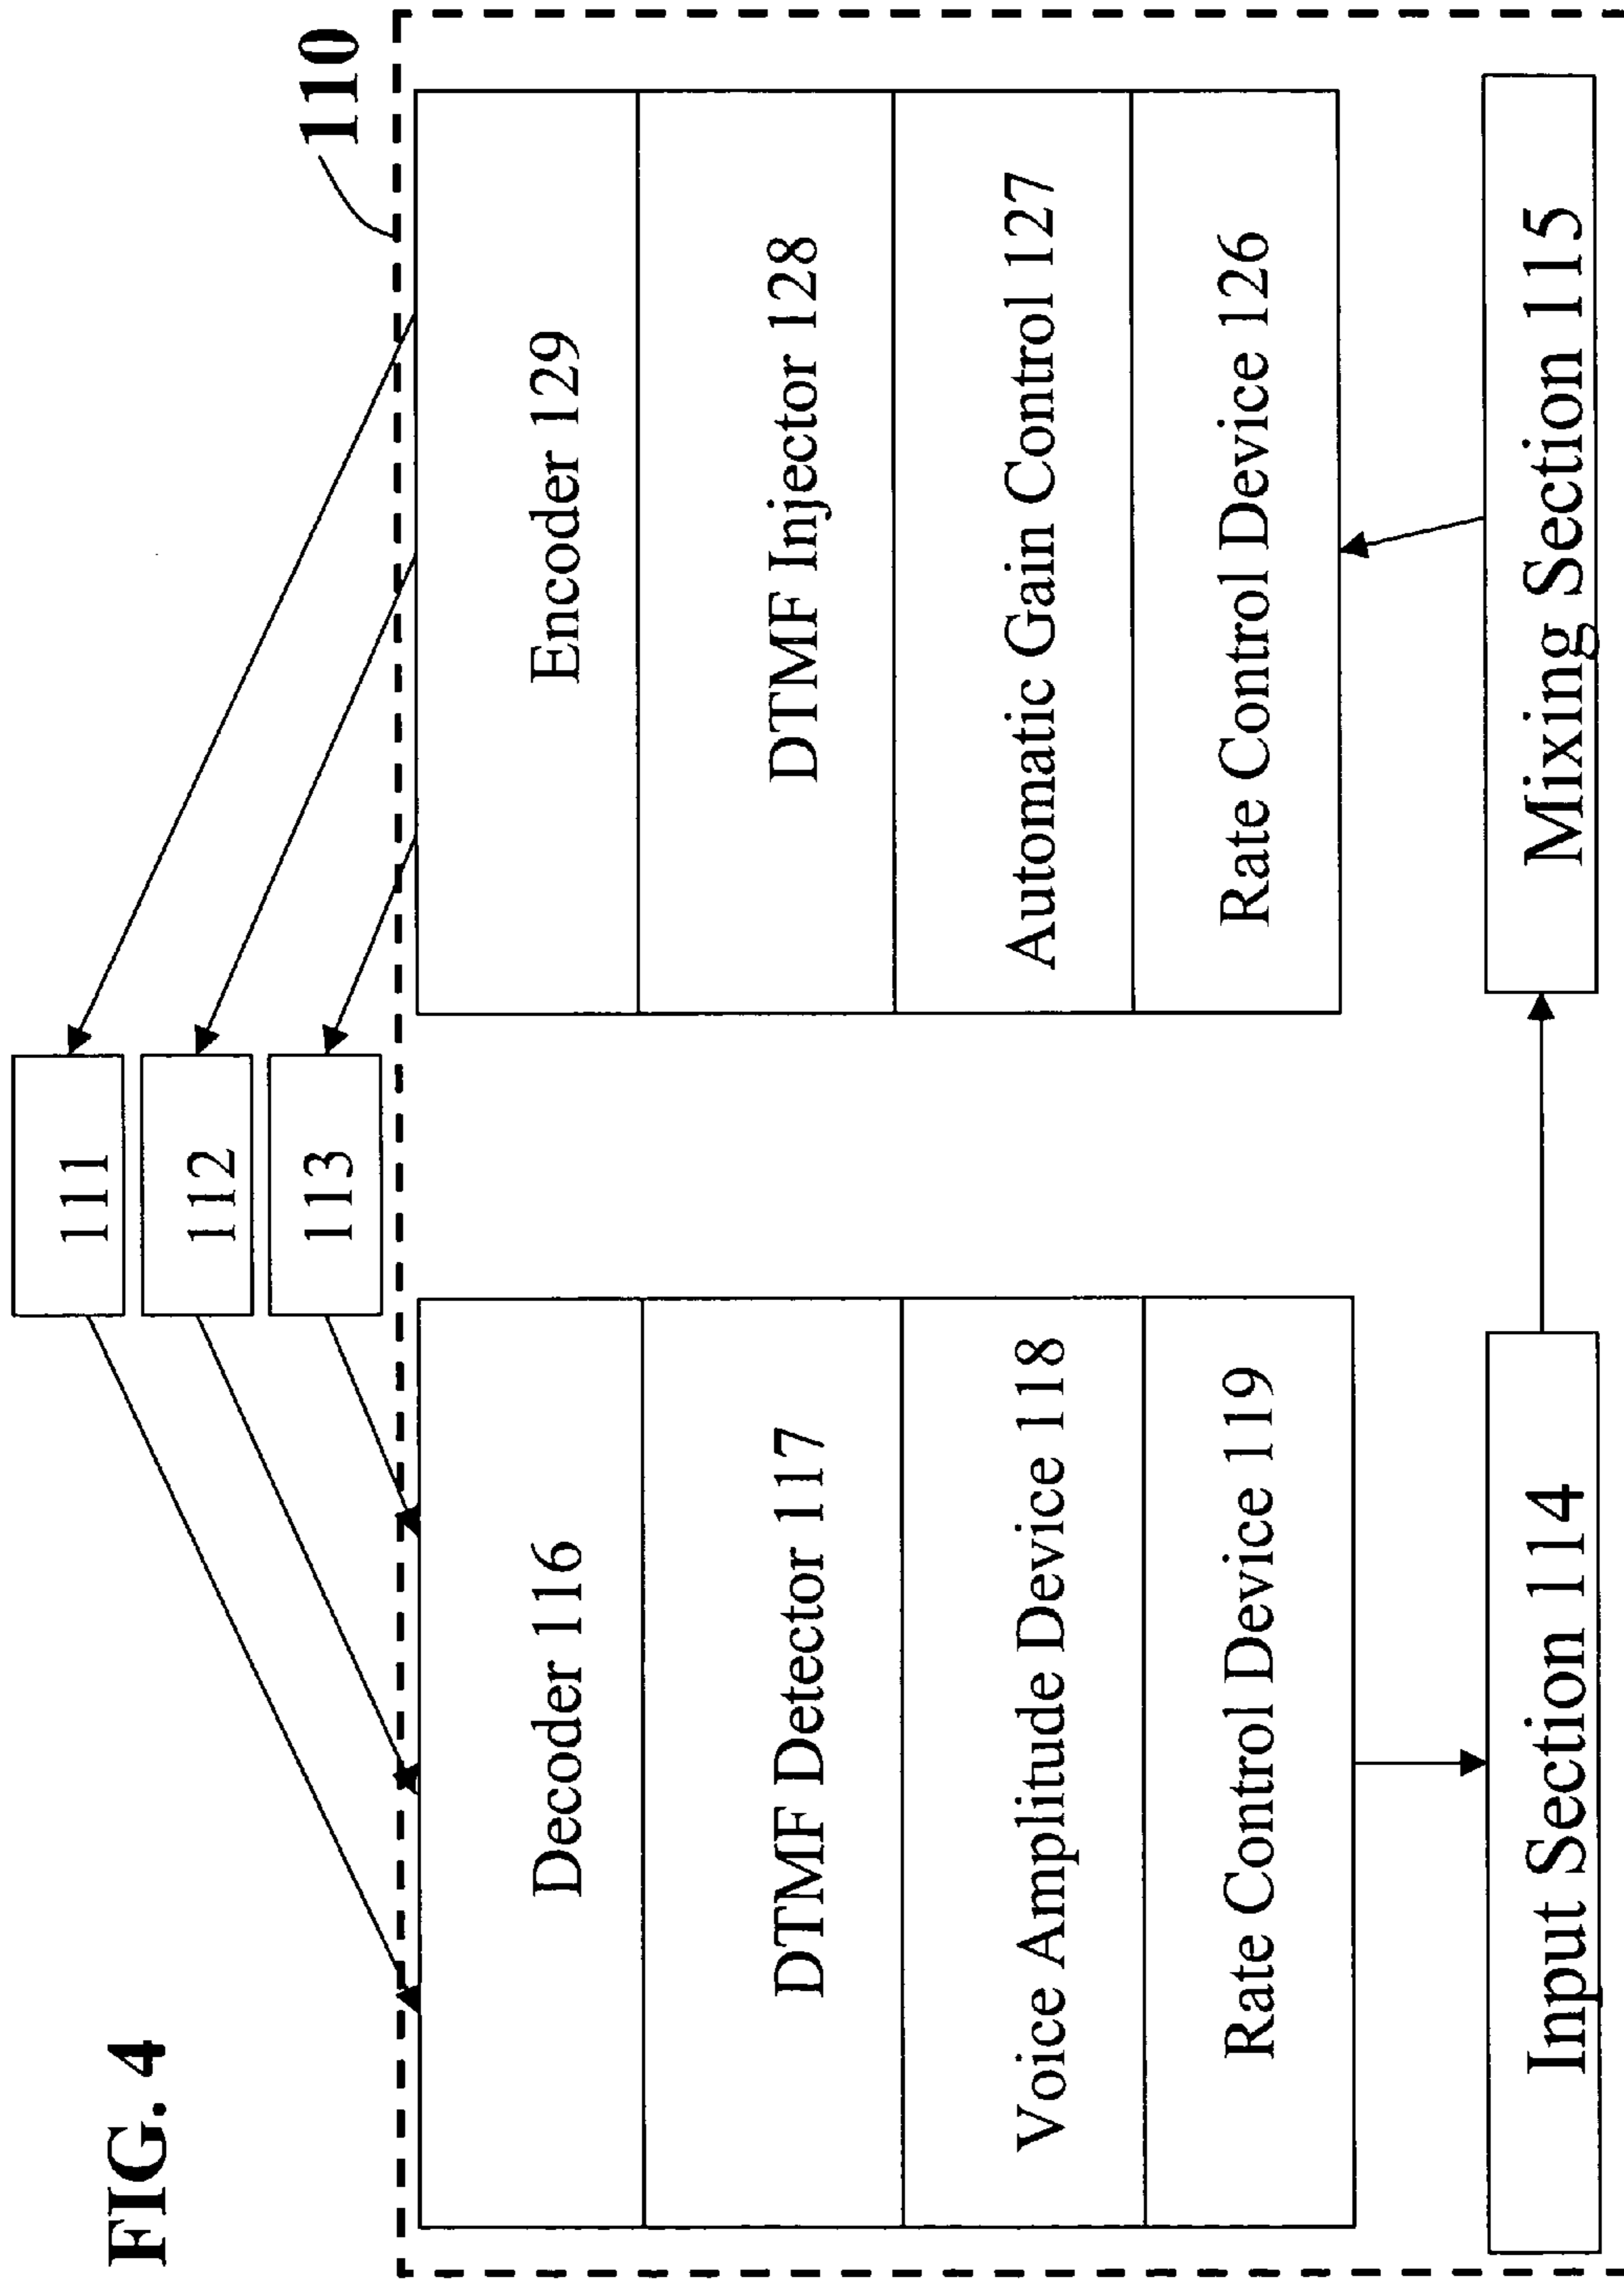 FIG. 4
110
111
112
113
Decoder 116
DTMF Detector 117
Voice Amplitude Device 118
Rate Control Device 119
Input Section 114
Encoder 129
DTMF Injector 128
Automatic Gain Control 127
Rate Control Device 126
Mixing Section 115